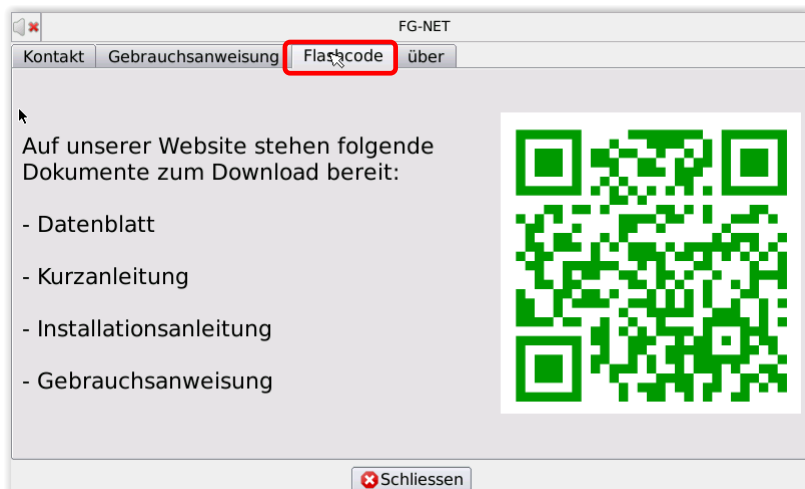 FG-NET
Kontakt Gebrauchsanweisung Flashcode über
Auf unserer Website stehen folgende
Dokumente zum Download bereit:
- Datenblatt
- Kurzanleitung
- Installationsanleitung
- Gebrauchsanweisung
Schliessen